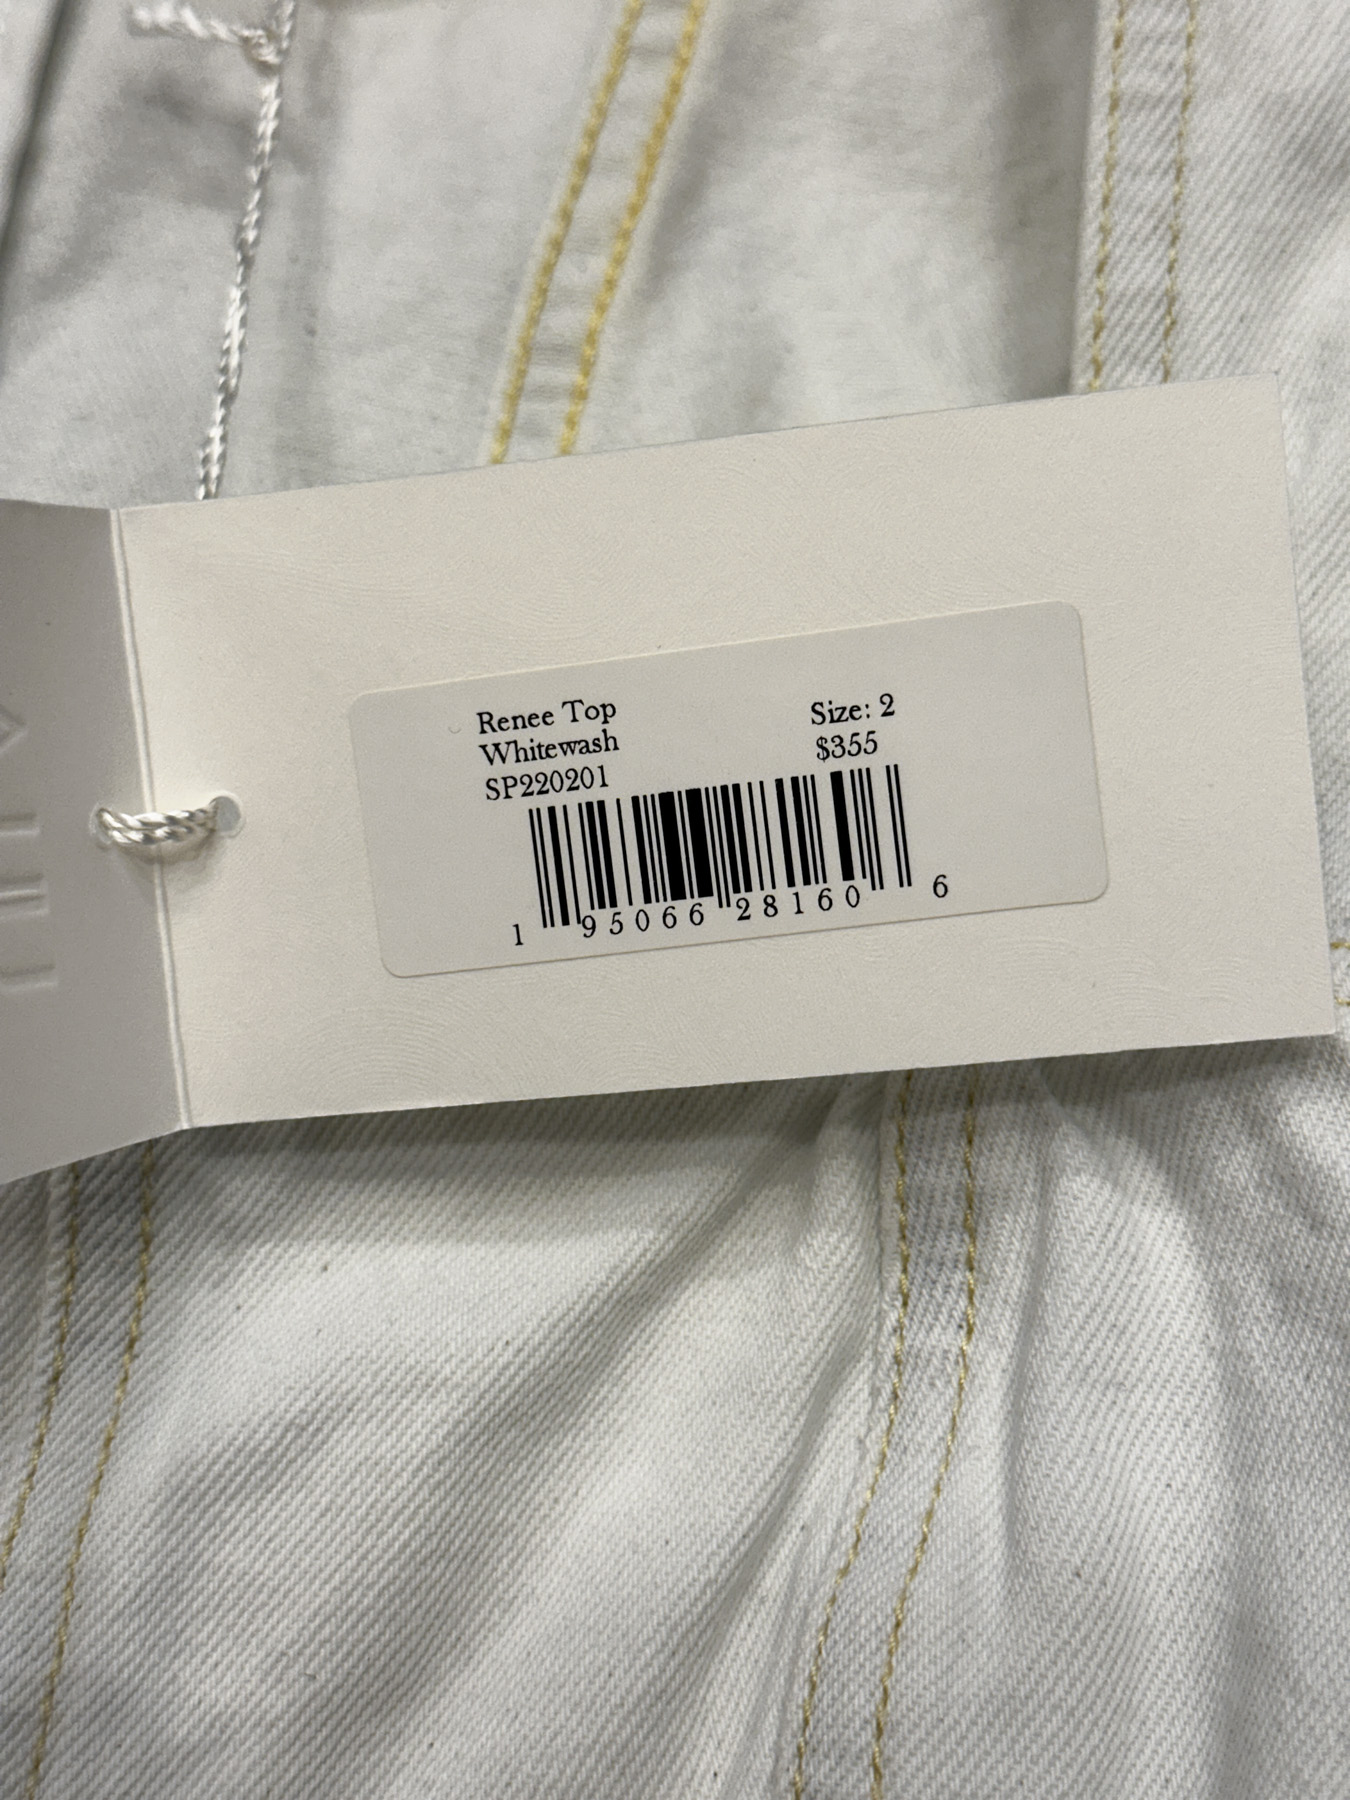 Renee Top
Whitewash
SP220201
Size: 2
$355
1 95066 28160 6